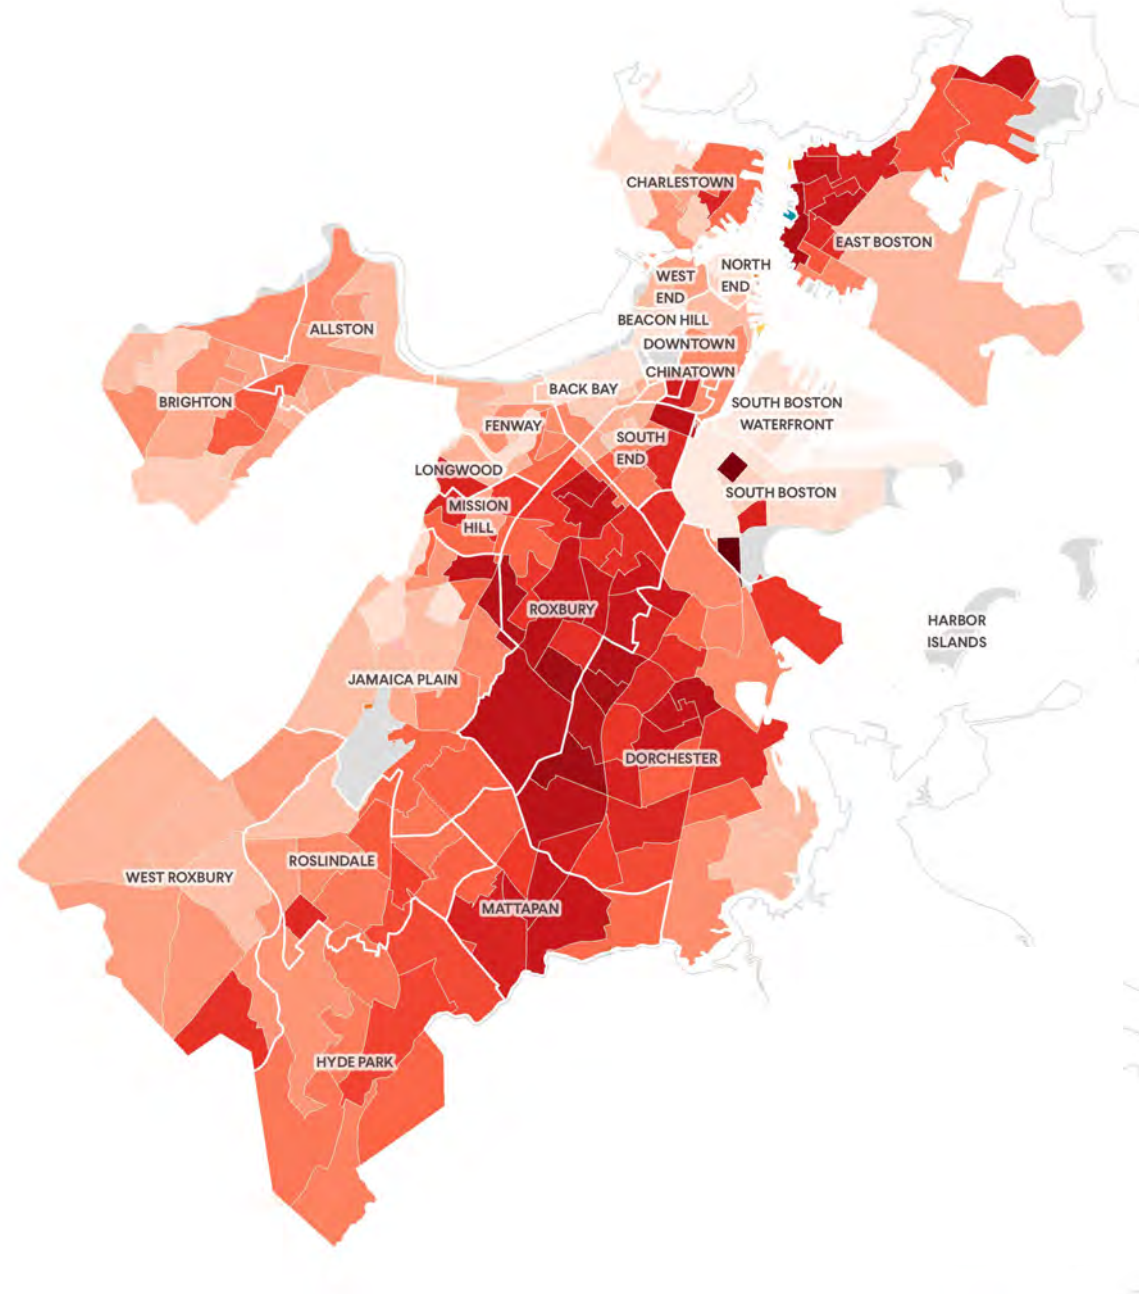 CHARLESTOWN
EAST BOSTON
WEST
END
NORTH
END
BEACON HILL
ALLSTON
DOWNTOWN
CHINATOWN
BACK BAY
BRIGHTON
SOUTH BOSTON
WATERFRONT
FENWAY
SOUTH
END
LONGWOOD
SOUTH BOSTON
MISSION
HILL
ROXBURY
HARBOR
ISLANDS
JAMAICA PLAIN
DORCHESTER
ROSLINDALE
WEST ROXBURY
MATTAPAN
HYDE PARK